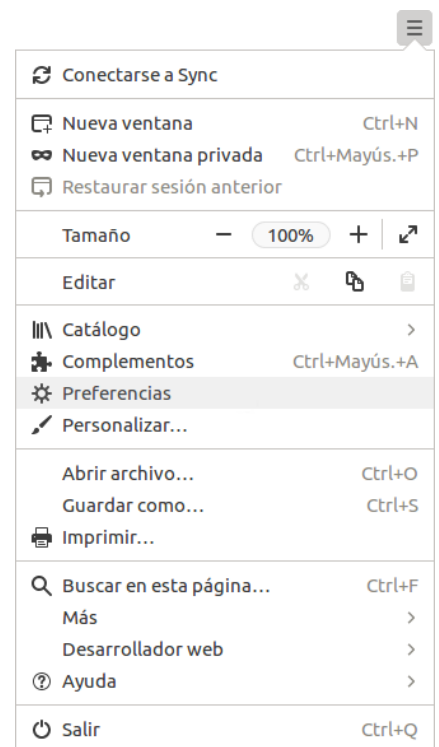 Conectarse a Sync
Nueva ventana Ctrl+N
Nueva ventana privada Ctrl+Mayús.+P
Restaurar sesión anterior
Tamaño − 100% +
Editar
Catálogo >
Complementos Ctrl+Mayús.+A
Preferencias
Personalizar...
Abrir archivo... Ctrl+O
Guardar como... Ctrl+S
Imprimir...
Buscar en esta página... Ctrl+F
Más >
Desarrollador web >
Ayuda >
Salir Ctrl+Q